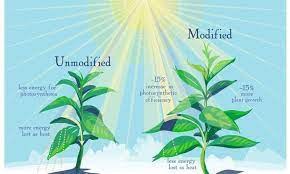 Unmodified
less energy for
photosynthesis
more energy
lost as heat
Modified
~15%
increase in
photosynthetic
efficiency
~15%
more
plant growth
less energy
lost as heat